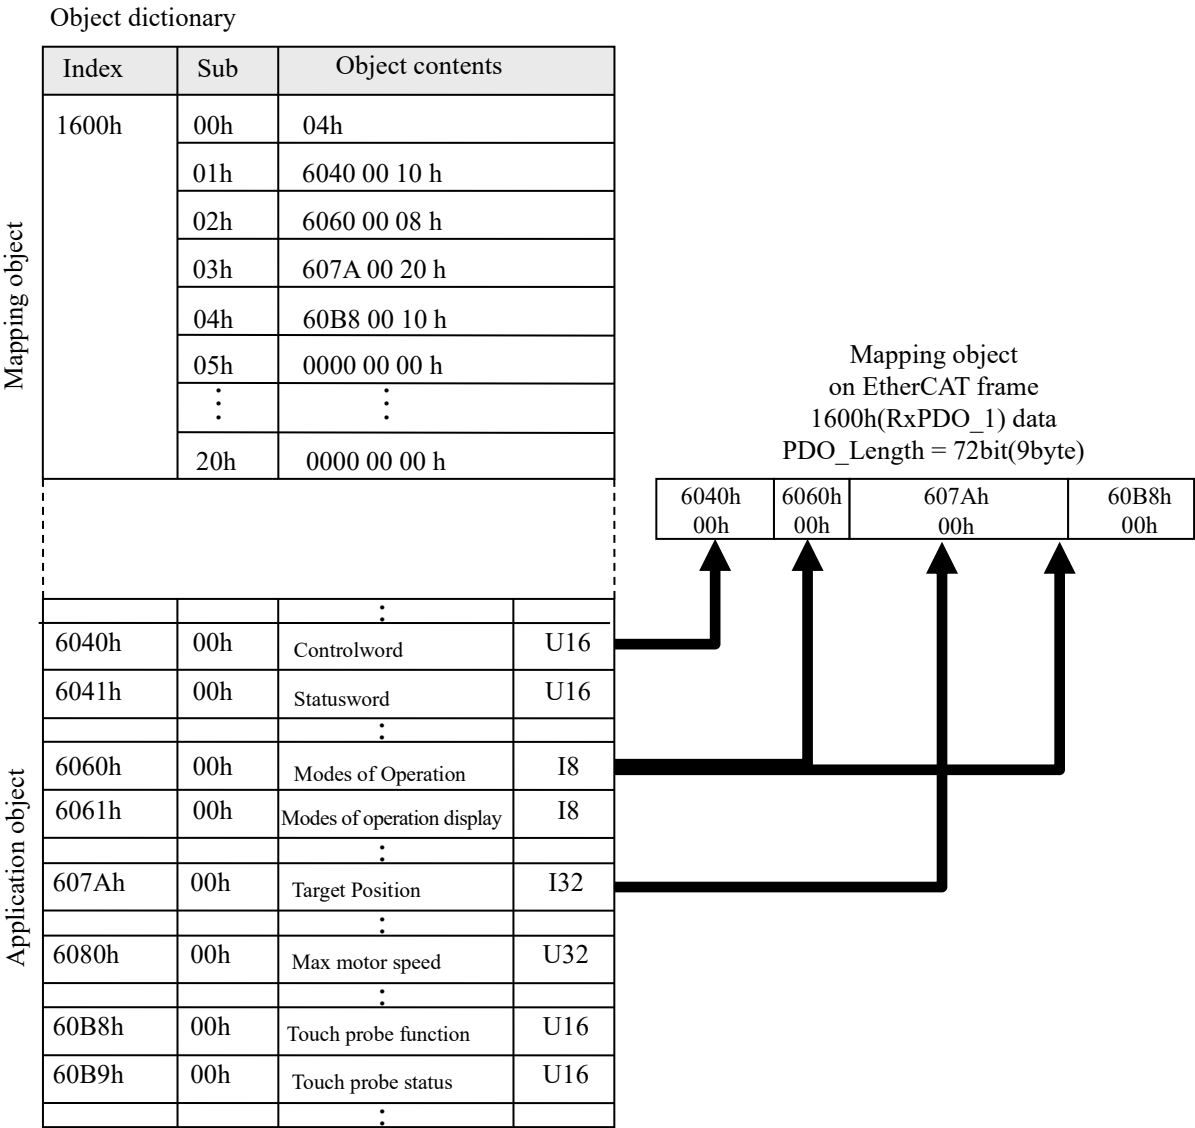 Object dictionary
Index Sub Object contents
Mapping object
1600h 00h 04h
01h 6040 00 10 h
02h 6060 00 08 h
03h 607A 00 20 h
04h 60B8 00 10 h
05h 0000 00 00 h
⋮ ⋮
20h 0000 00 00 h
Mapping object
on EtherCAT frame
1600h(RxPDO_1) data
PDO_Length = 72bit(9byte)
6040h 6060h 607Ah 60B8h
00h 00h 00h 00h
Application object
:
6040h 00h Controlword U16
6041h 00h Statusword U16
:
6060h 00h Modes of Operation I8
6061h 00h Modes of operation display I8
:
607Ah 00h Target Position I32
:
6080h 00h Max motor speed U32
:
60B8h 00h Touch probe function U16
60B9h 00h Touch probe status U16
: